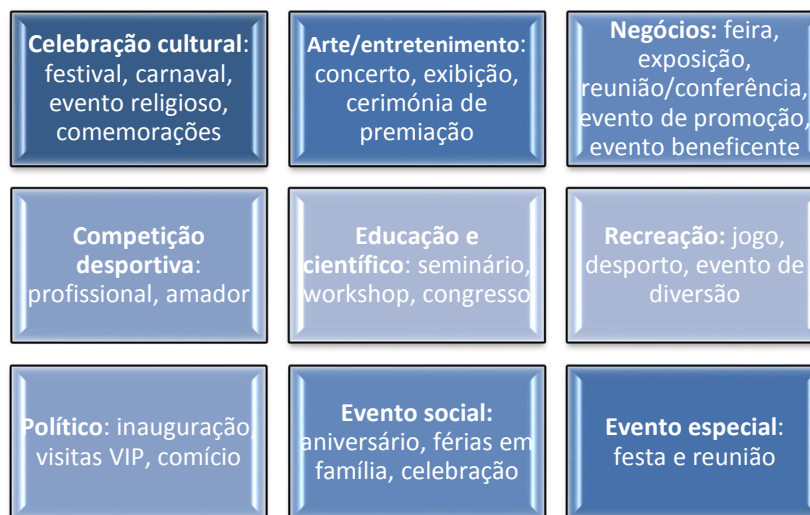 Celebração cultural:
festival, carnaval,
evento religioso,
comemorações
Arte/entretenimento:
concerto, exibição,
cerimónia de
premiação
Negócios: feira,
exposição,
reunião/conferência,
evento de promoção,
evento beneficente
Competição
desportiva:
profissional, amador
Educação e
científico: seminário,
workshop, congresso
Recreação: jogo,
desporto, evento de
diversão
Político: inauguração,
visitas VIP, comício
Evento social:
aniversário, férias em
família, celebração
Evento especial:
festa e reunião